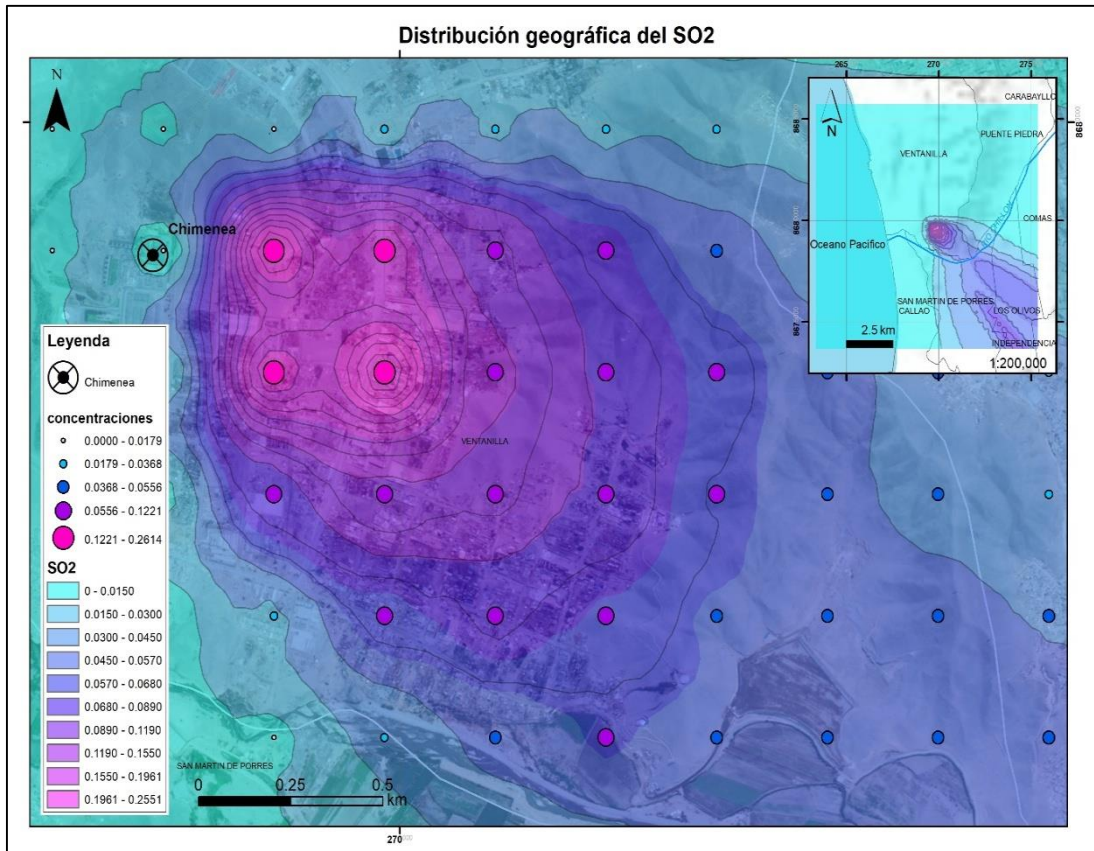 Distribución geográfica del SO2
N
Chimenea
VENTANILLA
SAN MARTIN DE PORRES
0 0.25 0.5
km
270000
868
Leyenda
Chimenea
concentraciones
0.0000 - 0.0179
0.0179 - 0.0368
0.0368 - 0.0556
0.0556 - 0.1221
0.1221 - 0.2614
SO2
0 - 0.0150
0.0150 - 0.0300
0.0300 - 0.0450
0.0450 - 0.0570
0.0570 - 0.0680
0.0680 - 0.0890
0.0890 - 0.1190
0.1190 - 0.1550
0.1550 - 0.1961
0.1961 - 0.2551
265 270 275
868
868
867
N
CARABAYLLO
PUENTE PIEDRA
VENTANILLA
COMAS
Oceano Pacifico
SAN MARTIN DE PORRES
CALLAO
LOS OLIVOS
INDEPENDENCIA
2.5 km
1:200,000